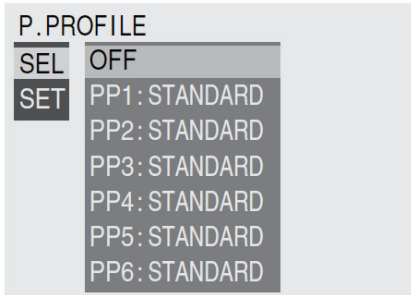 P.PROFILE
SEL OFF
SET PP1:STANDARD
PP2:STANDARD
PP3:STANDARD
PP4:STANDARD
PP5:STANDARD
PP6:STANDARD